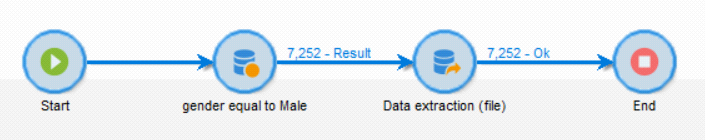 7,252 - Result
7,252 - Ok
Start
gender equal to Male
Data extraction (file)
End